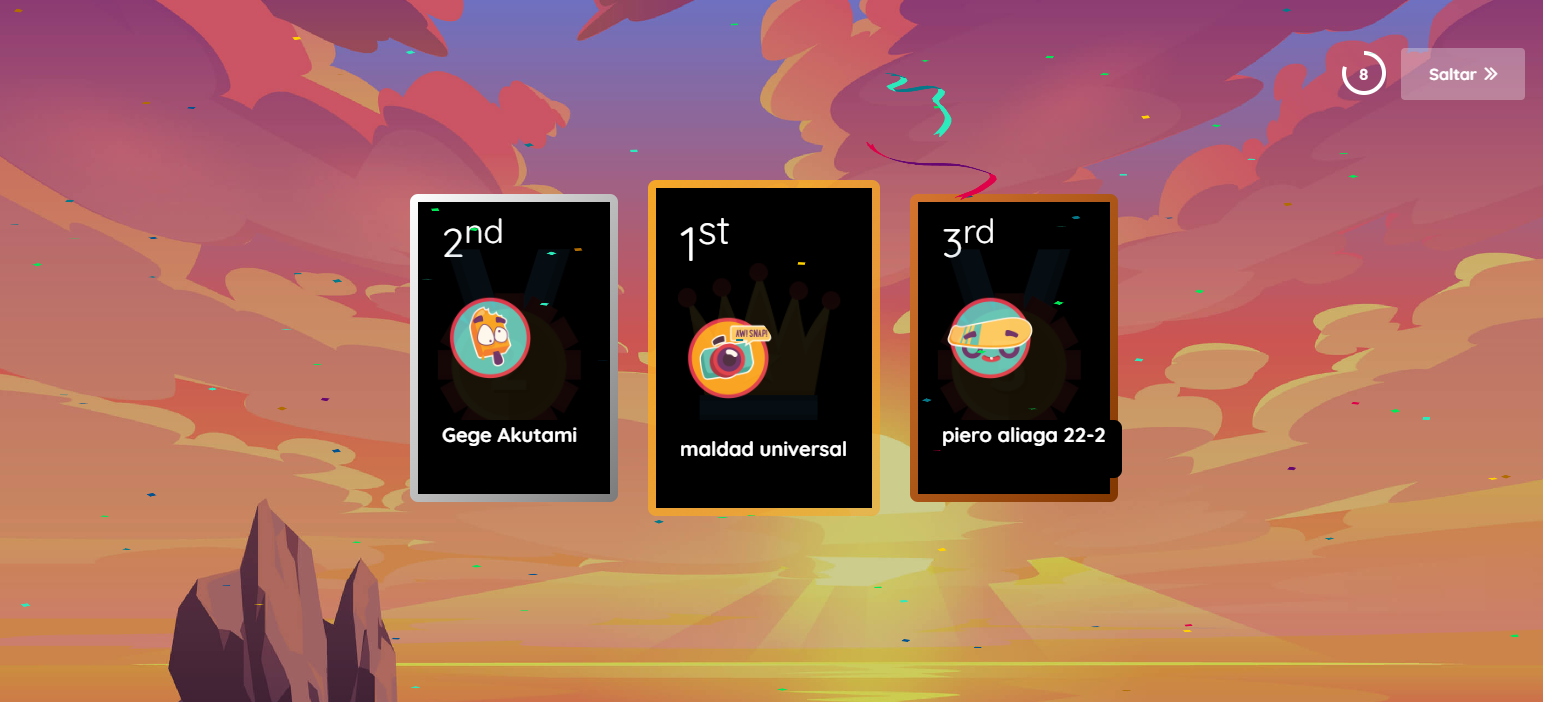 8
Saltar
2nd
1st
3rd
AW! SNAP!
Gege Akutami
maldad universal
piero aliaga 22-2